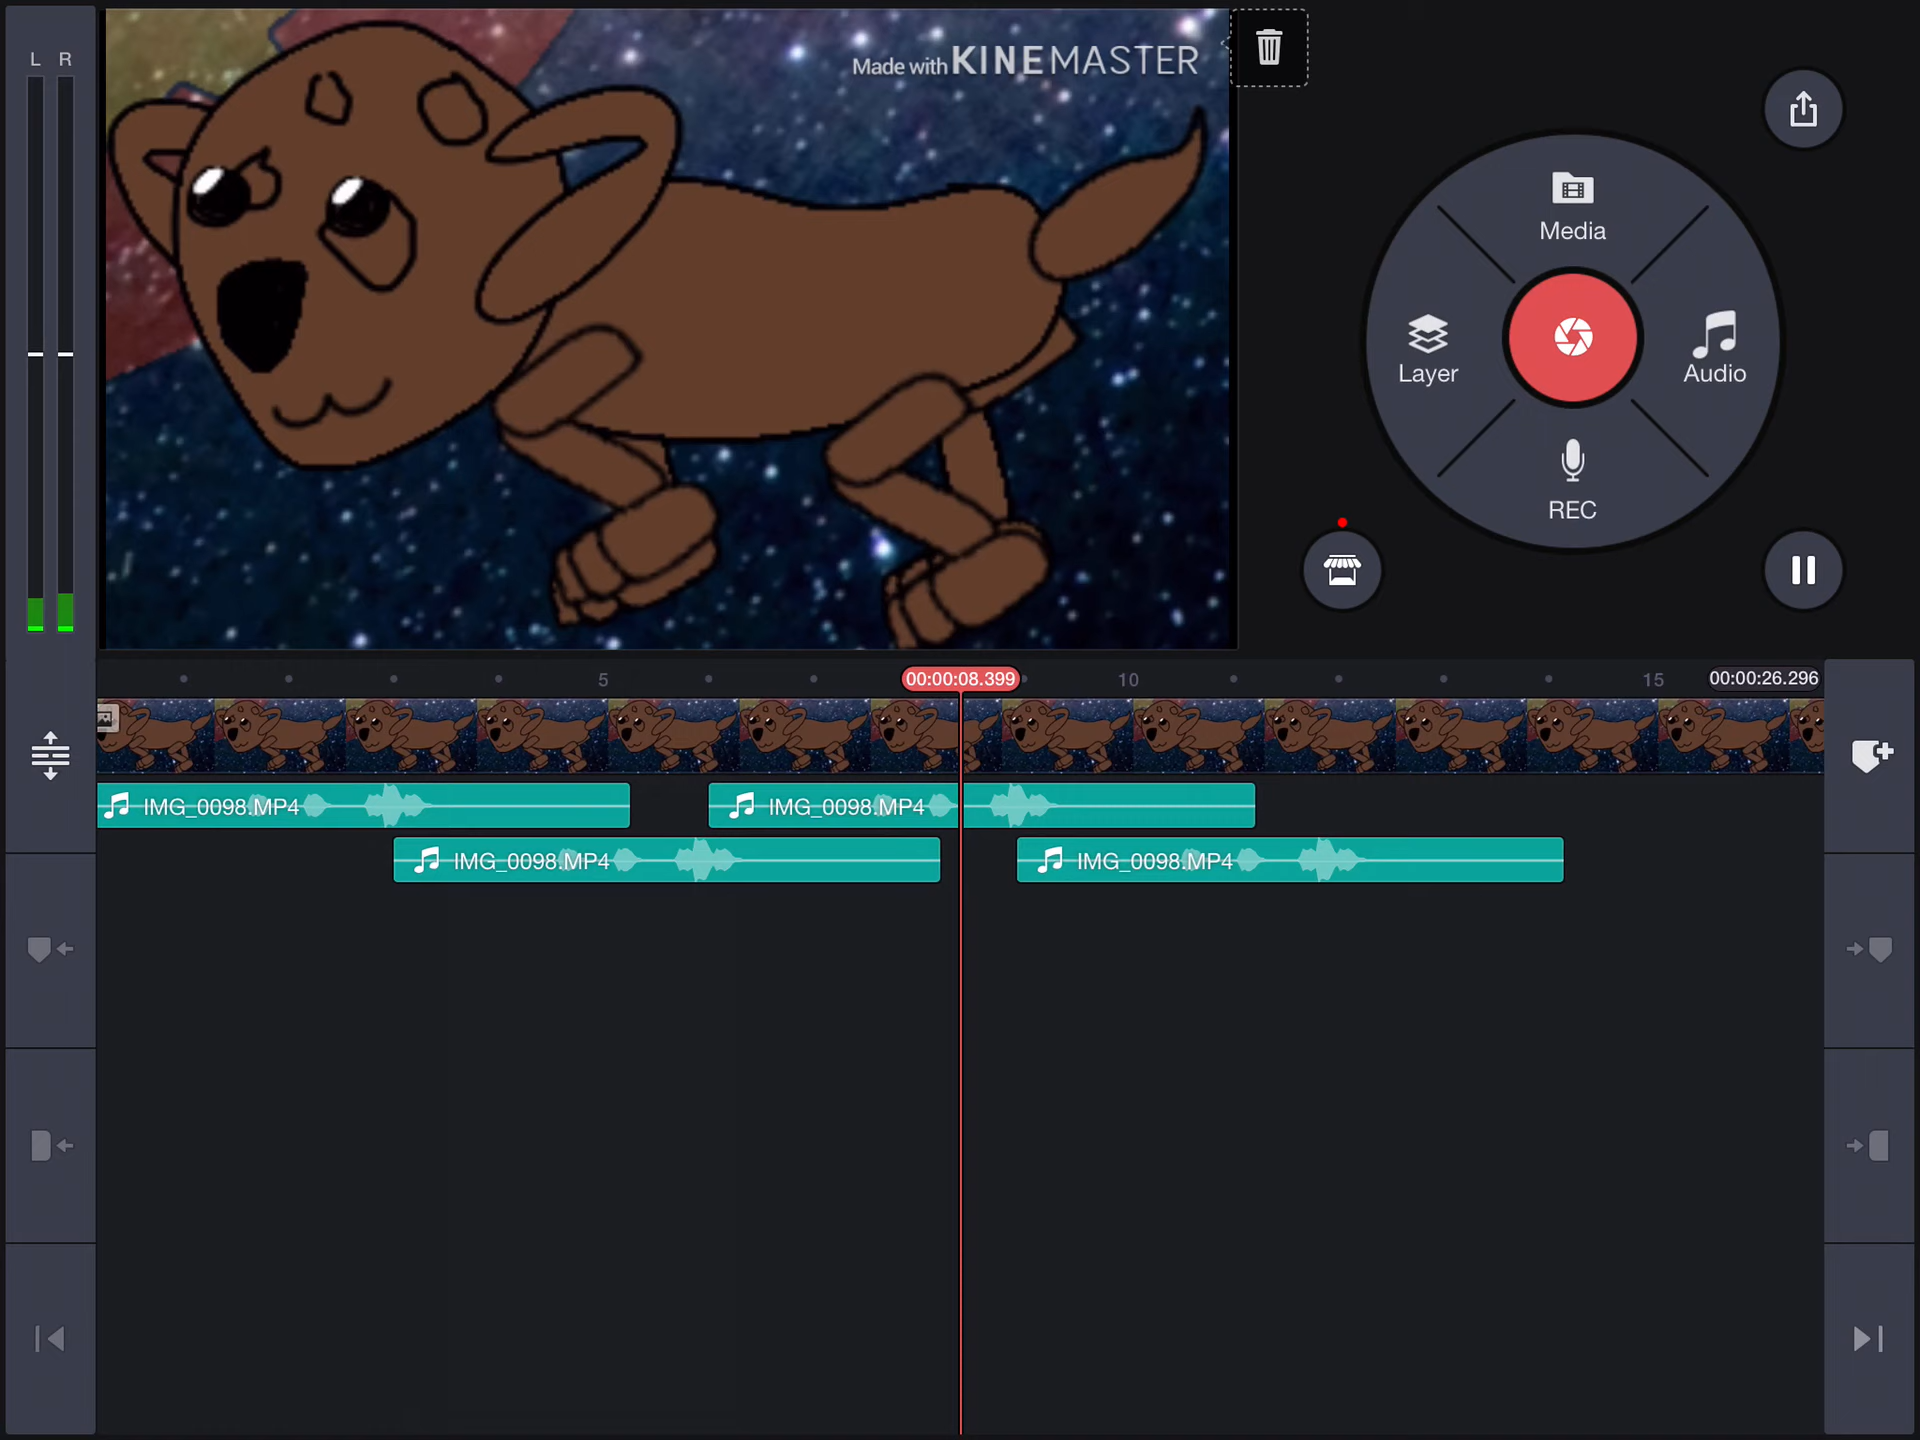 L R
Made with KINEMASTER
Media
Layer
Audio
REC
5
00:00:08.399
10
15
00:00:26.296
IMG_0098.MP4
IMG_0098.MP4
IMG_0098.MP4
IMG_0098.MP4